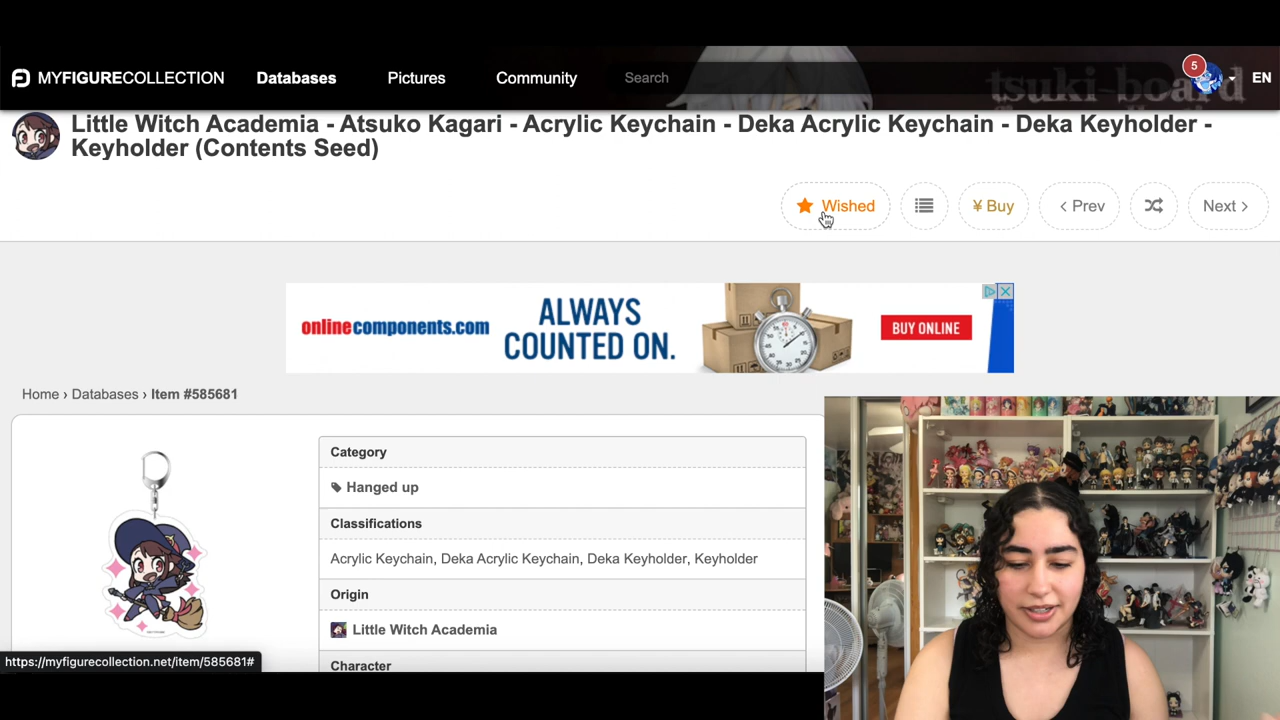 MYFIGURECOLLECTION Databases Pictures Community Search 5 EN
tsuki-board
Little Witch Academia - Atsuko Kagari - Acrylic Keychain - Deka Acrylic Keychain - Deka Keyholder -
Keyholder (Contents Seed)
Wished ¥ Buy < Prev Next >
onlinecomponents.com ALWAYS
COUNTED ON. BUY ONLINE
Home › Databases › Item #585681
Category
Hanged up
Classifications
Acrylic Keychain, Deka Acrylic Keychain, Deka Keyholder, Keyholder
Origin
Little Witch Academia
https://myfigurecollection.net/item/585681#
Character